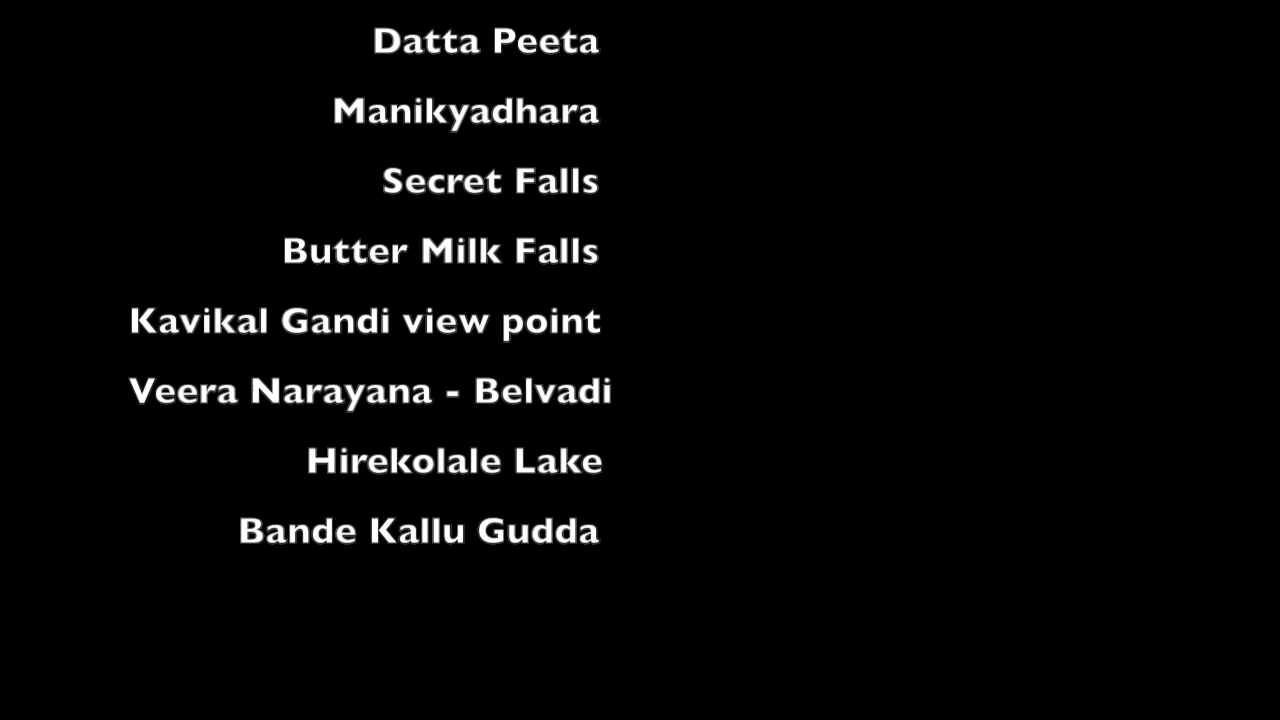 Datta Peeta
Manikyadhara
Secret Falls
Butter Milk Falls
Kavikal Gandi view point
Veera Narayana - Belvadi
Hirekolale Lake
Bande Kallu Gudda